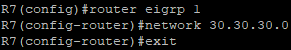 R7(config)#router eigrp 1
R7(config-router)#network 30.30.30.0
R7(config-router)#exit